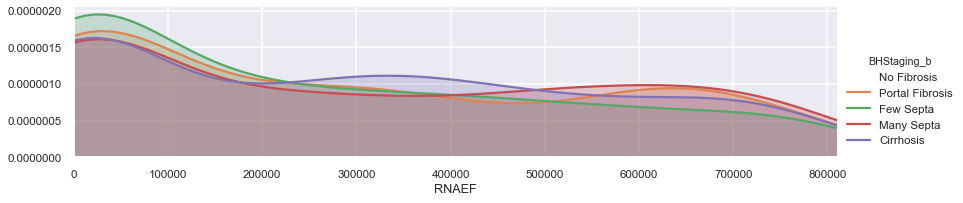 0.0000020
0.0000015
0.0000010
0.0000005
0.0000000
0 100000 200000 300000 400000 500000 600000 700000 800000
RNAEF
BHStaging_b
No Fibrosis
Portal Fibrosis
Few Septa
Many Septa
Cirrhosis